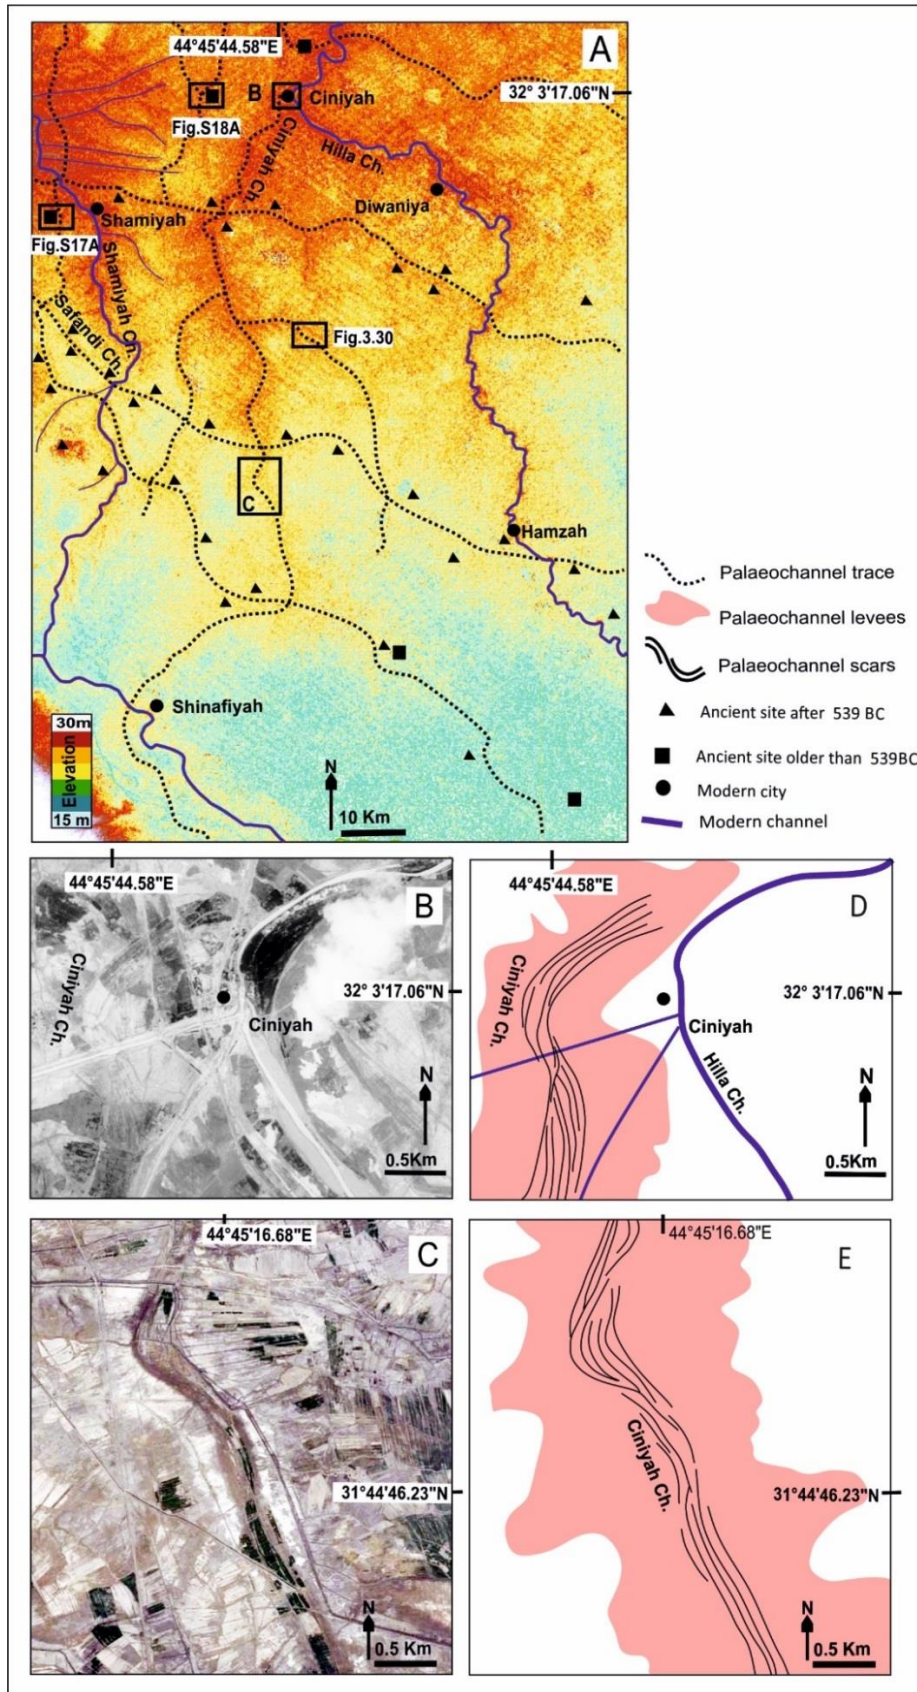 A
44°45'44.58"E
32° 3'17.06"N
B
Ciniyah
Fig.S18A
Ciniyah Ch.
Hilla Ch.
Diwaniya
Shamiyah
Fig.S17A
Shamiyah Ch.
Safandi Ch.
Fig.3.30
C
Hamzah
Shinafiyah
30m
Elevation
15 m
N
10 Km
Palaeochannel trace
Palaeochannel levees
Palaeochannel scars
Ancient site after 539 BC
Ancient site older than 539BC
Modern city
Modern channel
44°45'44.58"E
B
Ciniyah Ch.
32° 3'17.06"N
Ciniyah
N
0.5Km
44°45'44.58"E
D
Ciniyah Ch.
32° 3'17.06"N
Ciniyah
Hilla Ch.
N
0.5Km
44°45'16.68"E
C
31°44'46.23"N
N
0.5 Km
44°45'16.68"E
E
Ciniyah Ch.
31°44'46.23"N
N
0.5 Km